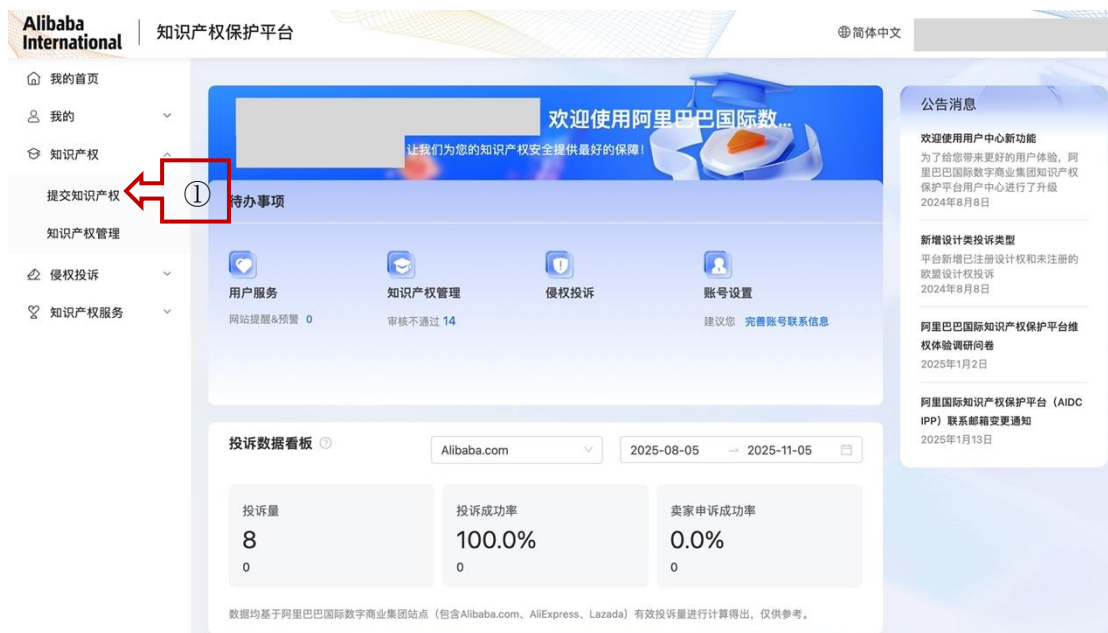 Alibaba
International
知识产权保护平台
简体中文
我的首页
我的
知识产权
提交知识产权
知识产权管理
侵权投诉
知识产权服务
①
欢迎使用阿里巴巴国际数...
让我们为您的知识产权安全提供最好的保障!
待办事项
用户服务
网站提醒&预警 0
知识产权管理
审核不通过 14
侵权投诉
账号设置
建议您 完善账号联系信息
投诉数据看板
Alibaba.com
2025-08-05 → 2025-11-05
投诉量
8
0
投诉成功率
100.0%
0
卖家申诉成功率
0.0%
0
数据均基于阿里巴巴国际数字商业集团站点（包含Alibaba.com、AliExpress、Lazada）有效投诉量进行计算得出，仅供参考。
公告消息
欢迎使用用户中心新功能
为了给您带来更好的用户体验，阿
里巴巴国际数字商业集团知识产权
保护平台用户中心进行了升级
2024年8月8日
新增设计类投诉类型
平台新增已注册设计权和未注册的
欧盟设计权投诉
2024年8月8日
阿里巴巴国际知识产权保护平台维
权体验调研问卷
2025年1月2日
阿里国际知识产权保护平台（AIDC
IPP）联系邮箱变更通知
2025年1月13日